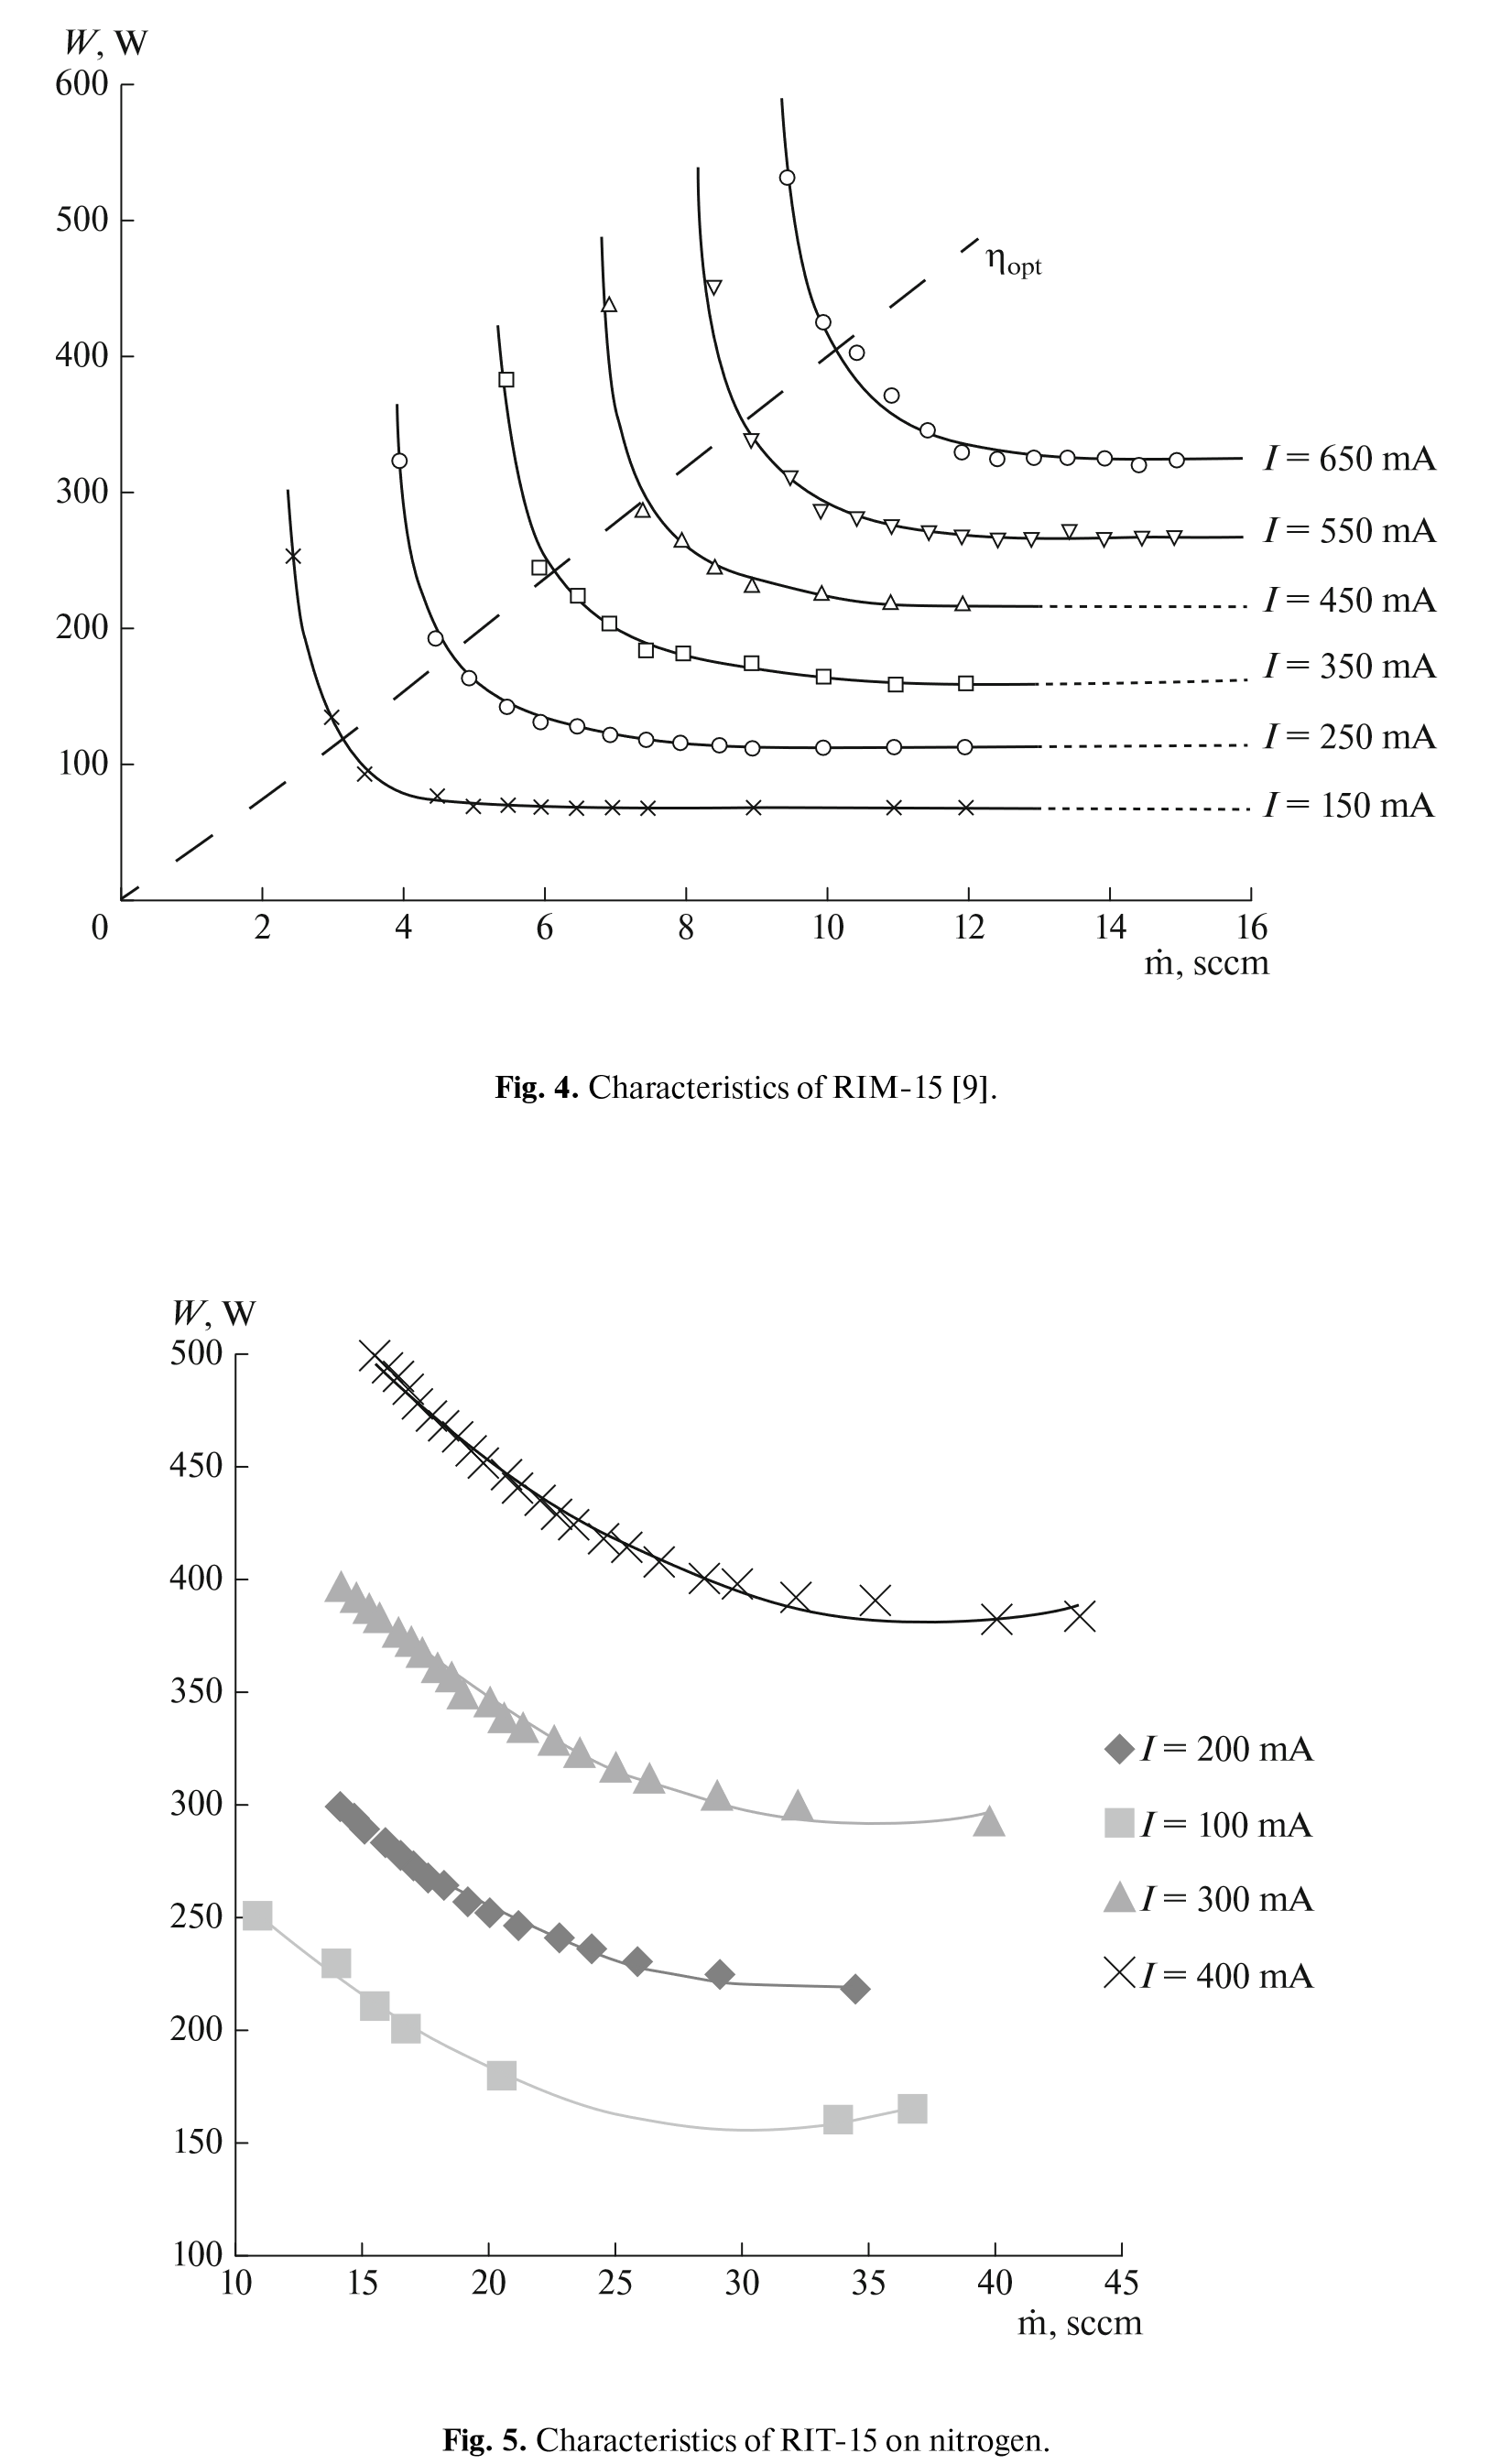 W, W
600
500
400
300
200
100
0
2
4
6
8
10
12
14
16
ṁ, sccm
ηopt
I = 650 mA
I = 550 mA
I = 450 mA
I = 350 mA
I = 250 mA
I = 150 mA
Fig. 4. Characteristics of RIM-15 [9].
W, W
500
450
400
350
300
250
200
150
100
10
15
20
25
30
35
40
45
ṁ, sccm
I = 200 mA
I = 100 mA
I = 300 mA
I = 400 mA
Fig. 5. Characteristics of RIT-15 on nitrogen.